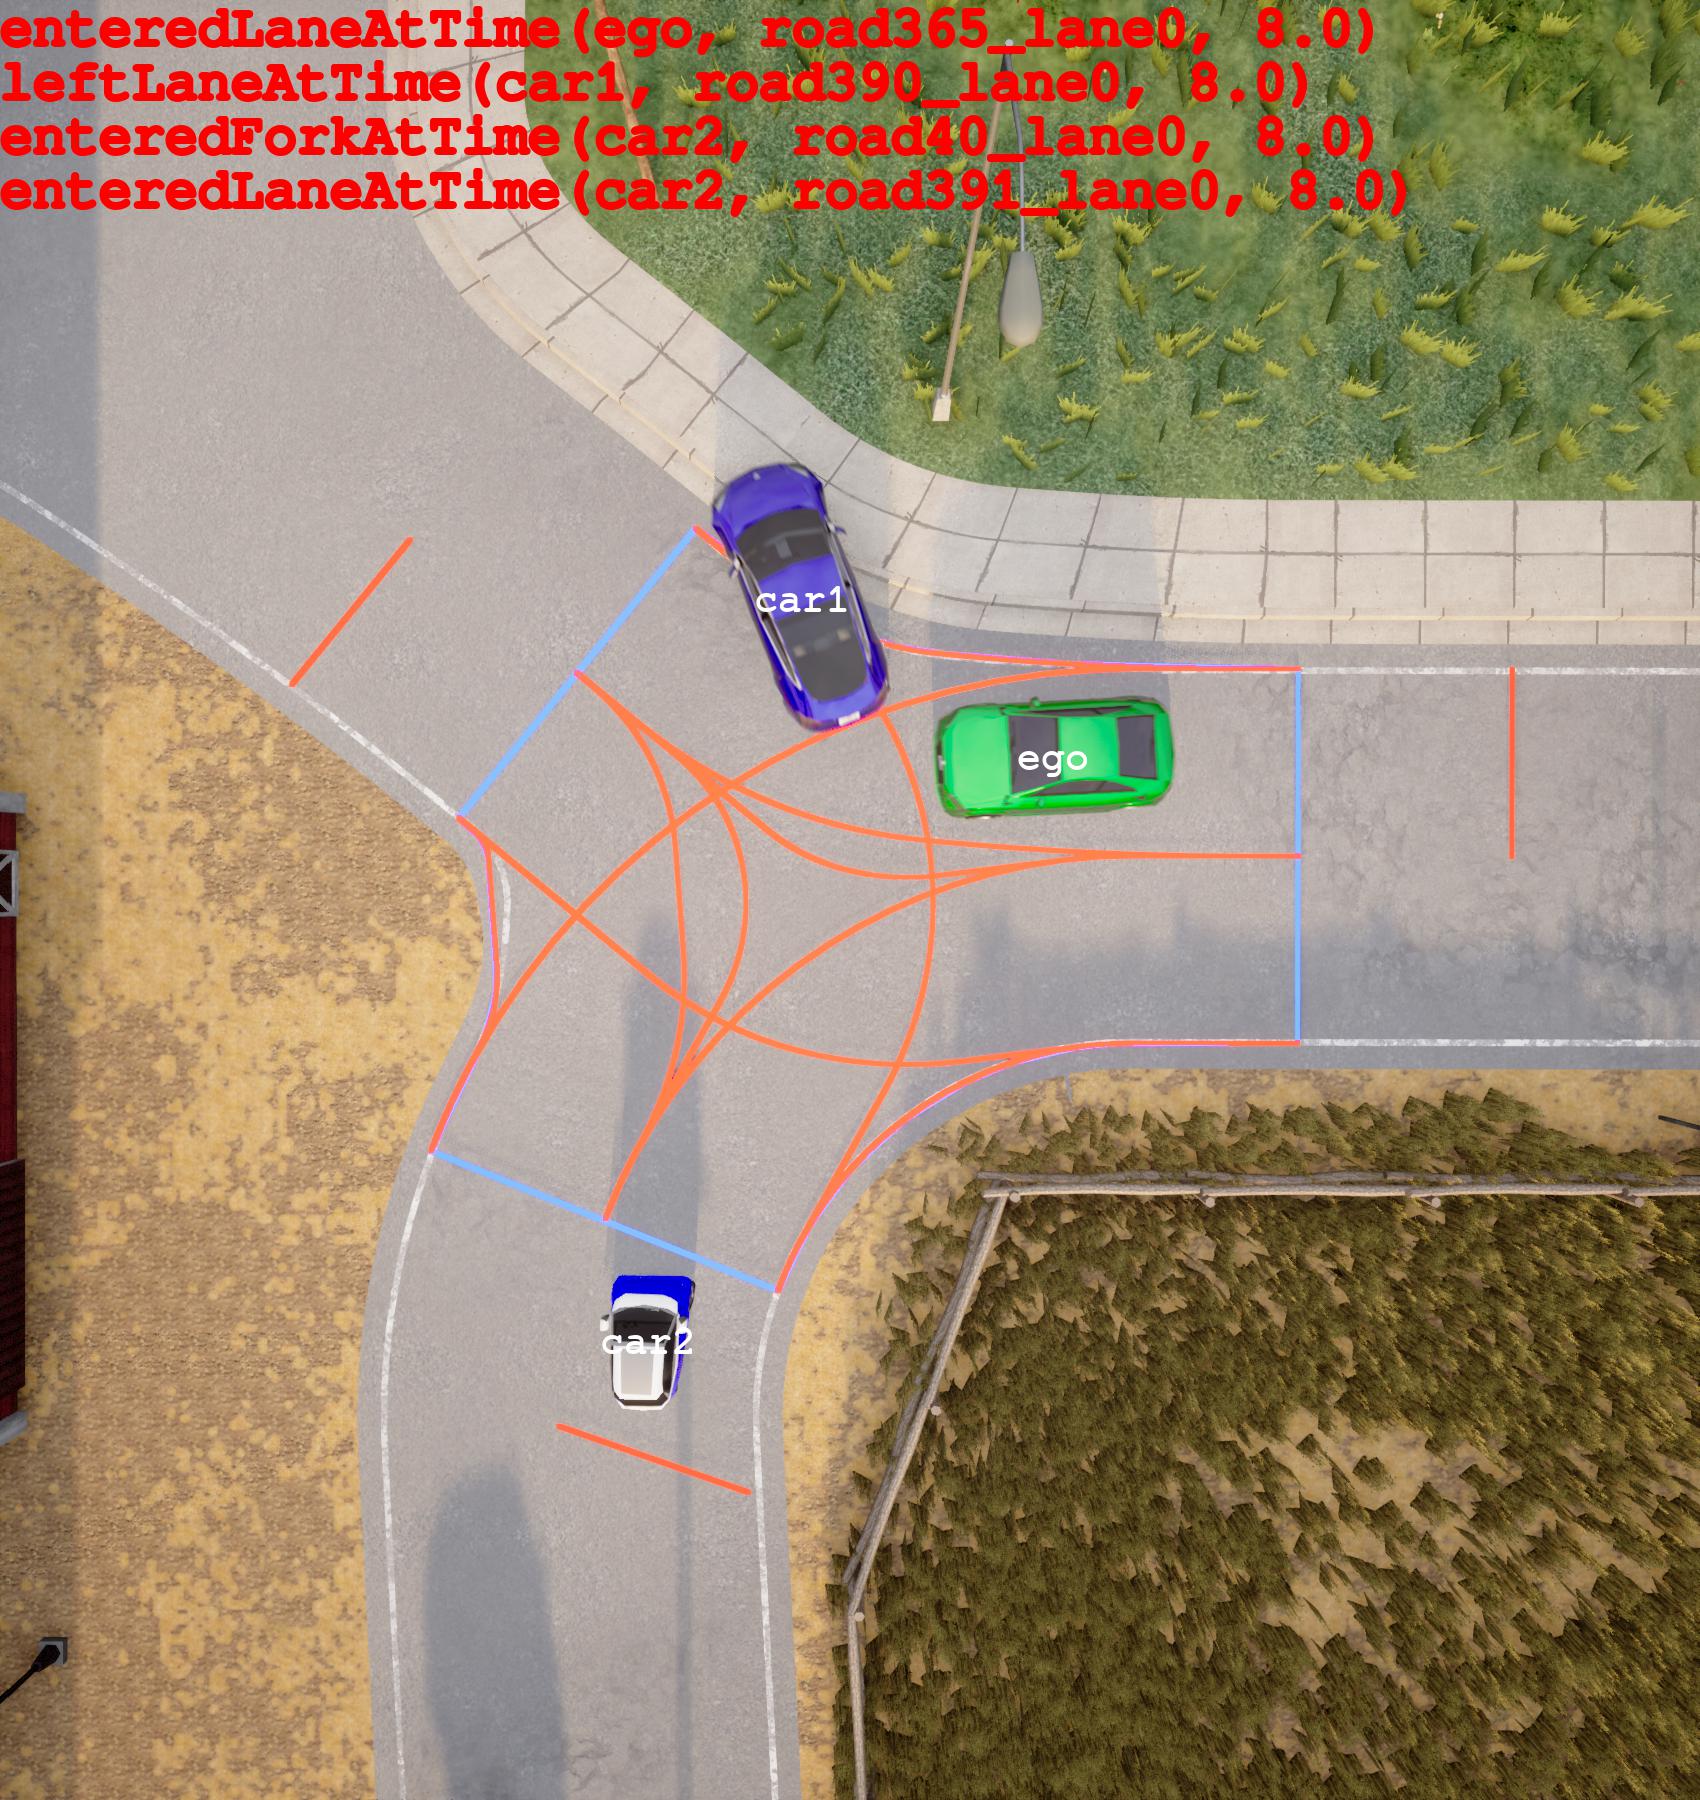 enteredLaneAtTime(ego, road365_lane0, 8.0)
leftLaneAtTime(car1, road390_lane0, 8.0)
enteredForkAtTime(car2, road40_lane0, 8.0)
enteredLaneAtTime(car2, road391_lane0, 8.0)
car1
ego
car2